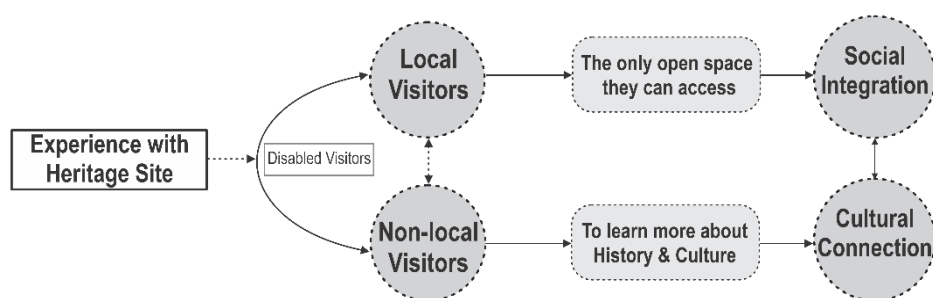 Experience with
Heritage Site
Disabled Visitors
Local
Visitors
The only open space
they can access
Social
Integration
Non-local
Visitors
To learn more about
History & Culture
Cultural
Connection